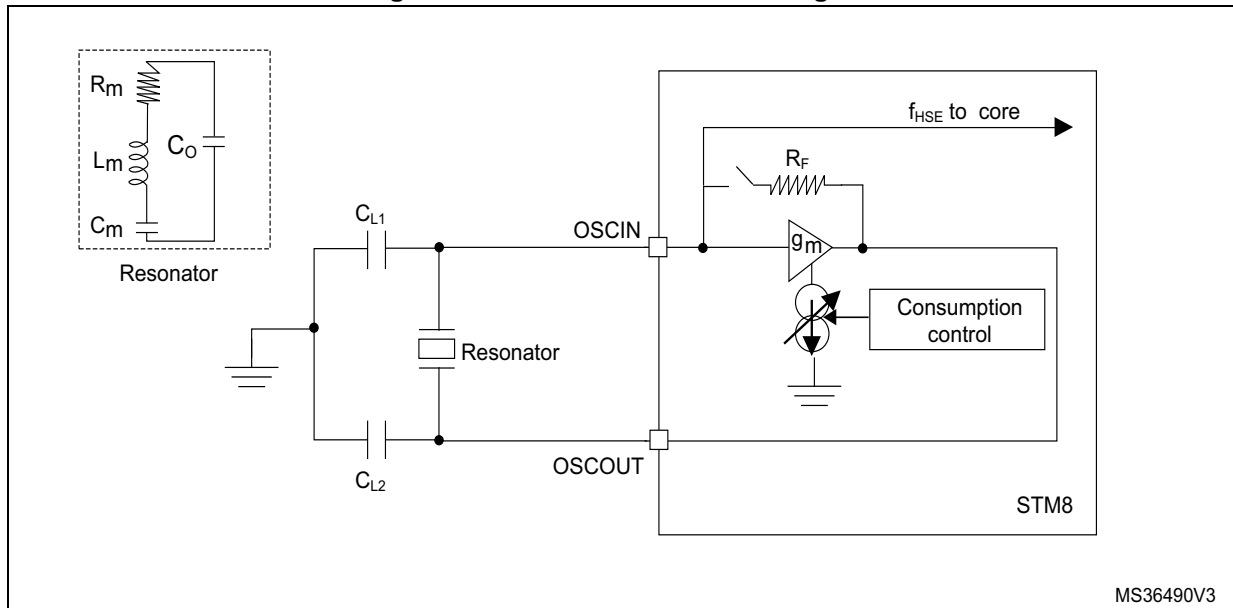 Rm
Lm
Cm
CO
Resonator
CL1
CL2
Resonator
OSCIN
OSCOUT
fHSE to core
RF
gm
Consumption
control
STM8
MS36490V3